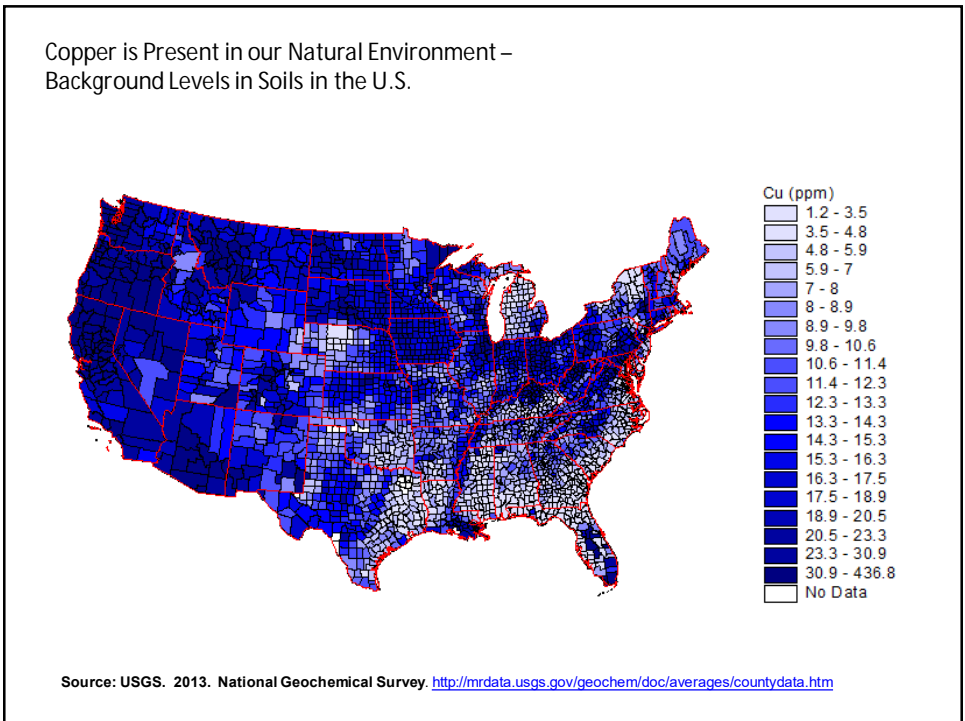 Copper is Present in our Natural Environment –
Background Levels in Soils in the U.S.
Cu (ppm)
1.2 - 3.5
3.5 - 4.8
4.8 - 5.9
5.9 - 7
7 - 8
8 - 8.9
8.9 - 9.8
9.8 - 10.6
10.6 - 11.4
11.4 - 12.3
12.3 - 13.3
13.3 - 14.3
14.3 - 15.3
15.3 - 16.3
16.3 - 17.5
17.5 - 18.9
18.9 - 20.5
20.5 - 23.3
23.3 - 30.9
30.9 - 436.8
No Data
Source: USGS. 2013. National Geochemical Survey. http://mrdata.usgs.gov/geochem/doc/averages/countydata.htm